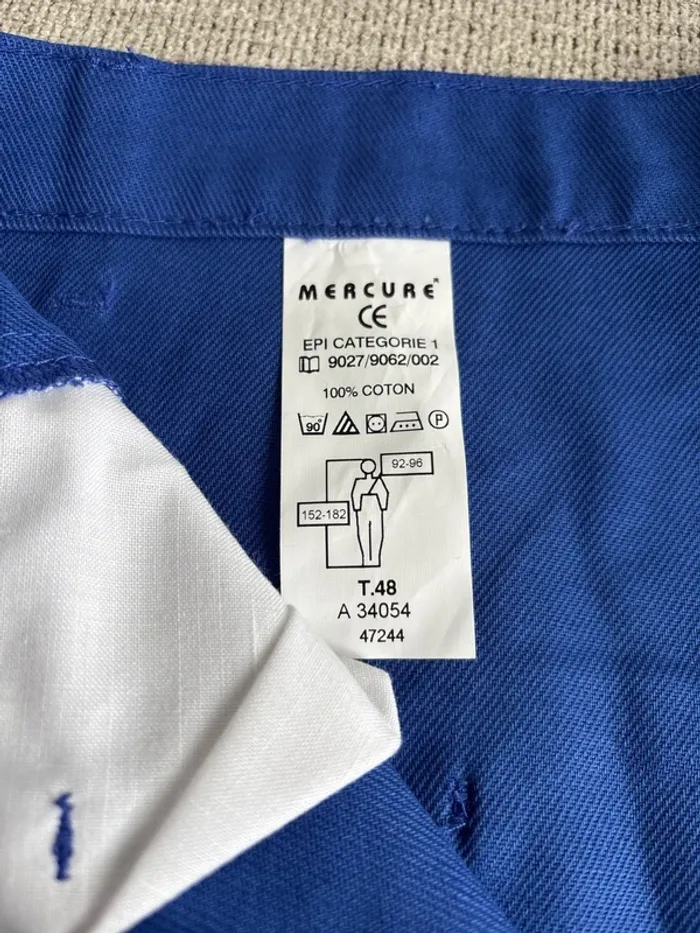 MERCURE
CE
EPI CATEGORIE 1
9027/9062/002
100% COTON
90° P
92-96
152-182
T.48
A 34054
47244